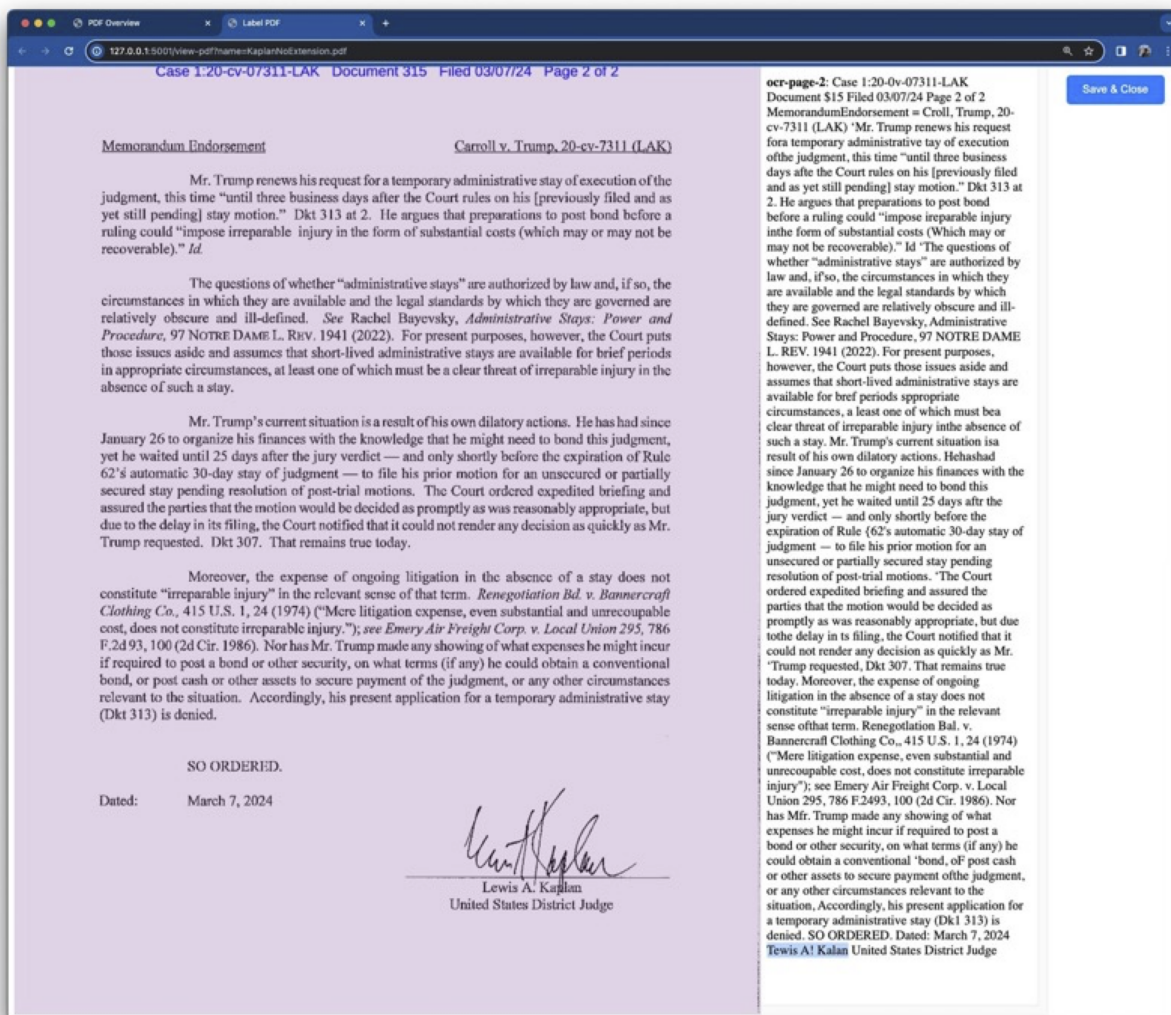 PDF Overview
Label PDF
127.0.0.1:5001/view-pdf?name=KaplanNoExtension.pdf
Case 1:20-cv-07311-LAK Document 315 Filed 03/07/24 Page 2 of 2
Memorandum Endorsement Carroll v. Trump, 20-cv-7311 (LAK)
Mr. Trump renews his request for a temporary administrative stay of execution of the
judgment, this time “until three business days after the Court rules on his [previously filed and as
yet still pending] stay motion.” Dkt 313 at 2. He argues that preparations to post bond before a
ruling could “impose irreparable injury in the form of substantial costs (which may or may not be
recoverable).” Id.
The questions of whether “administrative stays” are authorized by law and, if so, the
circumstances in which they are available and the legal standards by which they are governed are
relatively obscure and ill-defined. See Rachel Bayevsky, Administrative Stays: Power and
Procedure, 97 NOTRE DAME L. REV. 1941 (2022). For present purposes, however, the Court puts
those issues aside and assumes that short-lived administrative stays are available for brief periods
in appropriate circumstances, at least one of which must be a clear threat of irreparable injury in the
absence of such a stay.
Mr. Trump’s current situation is a result of his own dilatory actions. He has had since
January 26 to organize his finances with the knowledge that he might need to bond this judgment,
yet he waited until 25 days after the jury verdict — and only shortly before the expiration of Rule
62’s automatic 30-day stay of judgment — to file his prior motion for an unsecured or partially
secured stay pending resolution of post-trial motions. The Court ordered expedited briefing and
assured the parties that the motion would be decided as promptly as was reasonably appropriate, but
due to the delay in its filing, the Court notified that it could not render any decision as quickly as Mr.
Trump requested. Dkt 307. That remains true today.
Moreover, the expense of ongoing litigation in the absence of a stay does not
constitute “irreparable injury” in the relevant sense of that term. Renegotiation Bd. v. Bannercraft
Clothing Co., 415 U.S. 1, 24 (1974) (“Mere litigation expense, even substantial and unrecoupable
cost, does not constitute irreparable injury.”); see Emery Air Freight Corp. v. Local Union 295, 786
F.2d 93, 100 (2d Cir. 1986). Nor has Mr. Trump made any showing of what expenses he might incur
if required to post a bond or other security, on what terms (if any) he could obtain a conventional
bond, or post cash or other assets to secure payment of the judgment, or any other circumstances
relevant to the situation. Accordingly, his present application for a temporary administrative stay
(Dkt 313) is denied.
SO ORDERED.
Dated: March 7, 2024
Lewis A. Kaplan
United States District Judge
ocr-page-2: Case 1:20-0v-07311-LAK
Document $15 Filed 03/07/24 Page 2 of 2
MemorandumEndorsement = Croll, Trump, 20-
cv-7311 (LAK) ‘Mr. Trump renews his request
fora temporary administrative tay of execution
ofthe judgment, this time “until three business
days afte the Court rules on his [previously filed
and as yet still pending] stay motion.” Dkt 313 at
2. He argues that preparations to post bond
before a ruling could “impose ireparable injury
inthe form of substantial costs (Which may or
may not be recoverable).” Id ‘The questions of
whether “administrative stays” are authorized by
law and, if'so, the circumstances in which they
are available and the legal standards by which
they are governed are relatively obscure and ill-
defined. See Rachel Bayevsky, Administrative
Stays: Power and Procedure, 97 NOTRE DAME
L. REV. 1941 (2022). For present purposes,
however, the Court puts those issues aside and
assumes that short-lived administrative stays are
available for bref periods sppropriate
circumstances, a least one of which must bea
clear threat of irreparable injury inthe absence of
such a stay. Mr. Trump's current situation isa
result of his own dilatory actions. Hehashad
since January 26 to organize his finances with the
knowledge that he might need to bond this
judgment, yet he waited until 25 days aftr the
jury verdict — and only shortly before the
expiration of Rule {62's automatic 30-day stay of
judgment — to file his prior motion for an
unsecured or partially secured stay pending
resolution of post-trial motions. ‘The Court
ordered expedited briefing and assured the
parties that the motion would be decided as
promptly as was reasonably appropriate, but due
tothe delay in ts filing, the Court notified that it
could not render any decision as quickly as Mr.
‘Trump requested, Dkt 307. That remains true
today. Moreover, the expense of ongoing
litigation in the absence of a stay does not
constitute “irreparable injury” in the relevant
sense ofthat term. Renegotlation Bal. v.
Bannercrafl Clothing Co,, 415 U.S. 1, 24 (1974)
(“Mere litigation expense, even substantial and
unrecoupable cost, does not constitute irreparable
injury”); see Emery Air Freight Corp. v. Local
Union 295, 786 F.2493, 100 (2d Cir. 1986). Nor
has Mfr. Trump made any showing of what
expenses he might incur if required to post a
bond or other security, on what terms (if any) he
could obtain a conventional ‘bond, oF post cash
or other assets to secure payment ofthe judgment,
or any other circumstances relevant to the
situation, Accordingly, his present application for
a temporary administrative stay (Dk1 313) is
denied. SO ORDERED. Dated: March 7, 2024
Tewis A! Kalan United States District Judge
Save & Close